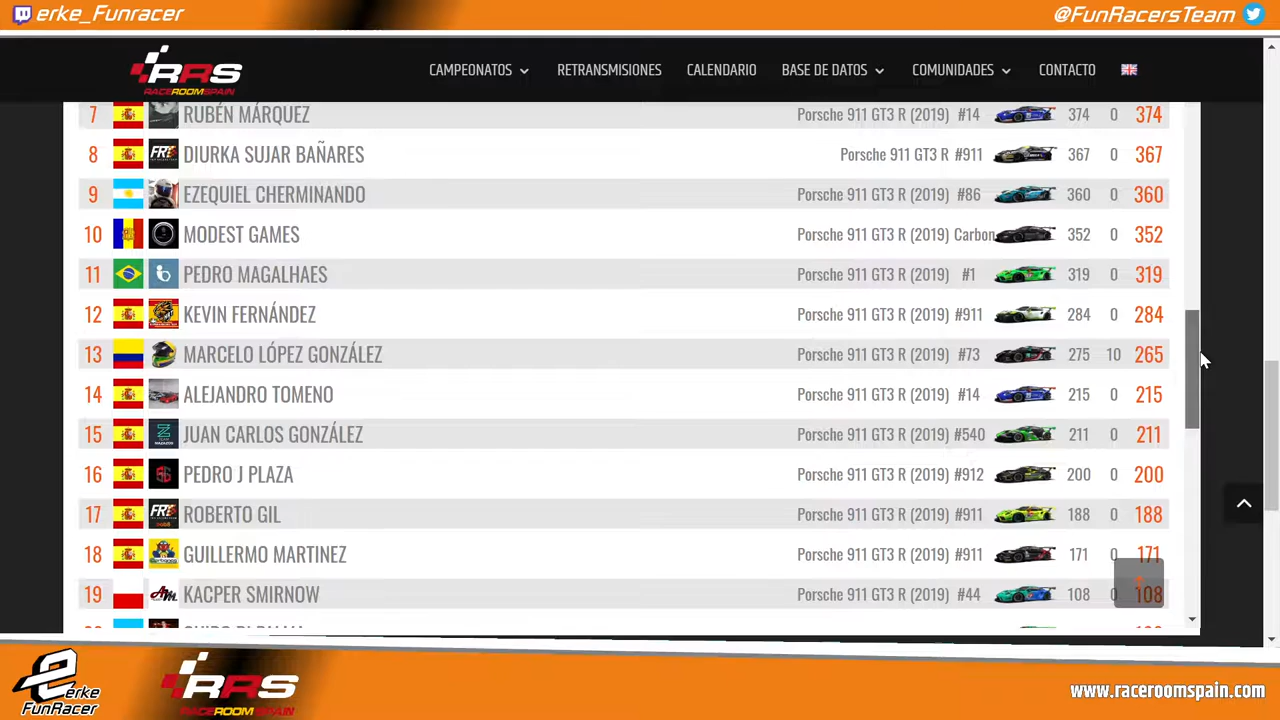 erke_Funracer
@FunRacersTeam
RRS
RACEROOMSPAIN
CAMPEONATOS
RETRANSMISIONES
CALENDARIO
BASE DE DATOS
COMUNIDADES
CONTACTO
7 RUBÉN MÁRQUEZ Porsche 911 GT3 R (2019) #14 374 0 374
8 DIURKA SUJAR BAÑARES Porsche 911 GT3 R #911 367 0 367
9 EZEQUIEL CHERMINANDO Porsche 911 GT3 R (2019) #86 360 0 360
10 MODEST GAMES Porsche 911 GT3 R (2019) Carbon 352 0 352
11 PEDRO MAGALHAES Porsche 911 GT3 R (2019) #1 319 0 319
12 KEVIN FERNÁNDEZ Porsche 911 GT3 R (2019) #911 284 0 284
13 MARCELO LÓPEZ GONZÁLEZ Porsche 911 GT3 R (2019) #73 275 10 265
14 ALEJANDRO TOMENO Porsche 911 GT3 R (2019) #14 215 0 215
15 JUAN CARLOS GONZÁLEZ Porsche 911 GT3 R (2019) #540 211 0 211
16 PEDRO J PLAZA Porsche 911 GT3 R (2019) #912 200 0 200
17 ROBERTO GIL Porsche 911 GT3 R (2019) #911 188 0 188
18 GUILLERMO MARTINEZ Porsche 911 GT3 R (2019) #911 171 0 171
19 KACPER SMIRNOW Porsche 911 GT3 R (2019) #44 108 0 108
erke
FunRacer
RRS
RACEROOM SPAIN
www.raceroomspain.com